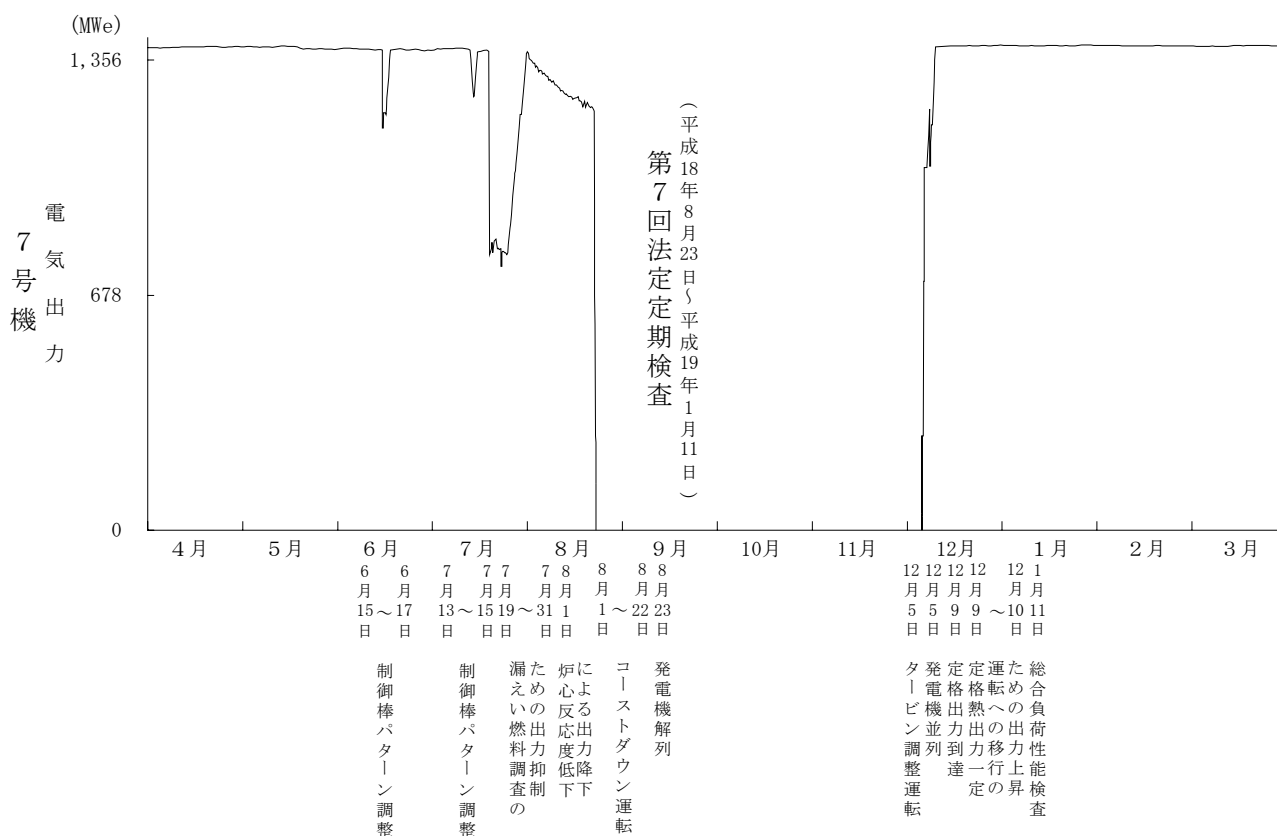 (MWe)
1,356
678
0
7号機
電気出力
第7回法定定期検査
(平成18年8月23日~平成19年1月11日)
4月
5月
6月
7月
8月
9月
10月
11月
12月
1月
2月
3月
6月15日~6月17日
制御棒パターン調整
7月13日~7月15日
制御棒パターン調整
7月19日~7月31日
漏えい燃料調査の
ための出力抑制
8月1日
炉心反応度低下
による出力降下
8月1日~8月22日
コーストダウン運転
8月23日
発電機解列
12月5日
タービン調整運転
12月5日
発電機並列
12月9日
定格出力到達
12月9日~12月10日
定格熱出力一定
運転への移行の
ための出力上昇
1月11日
総合負荷性能検査